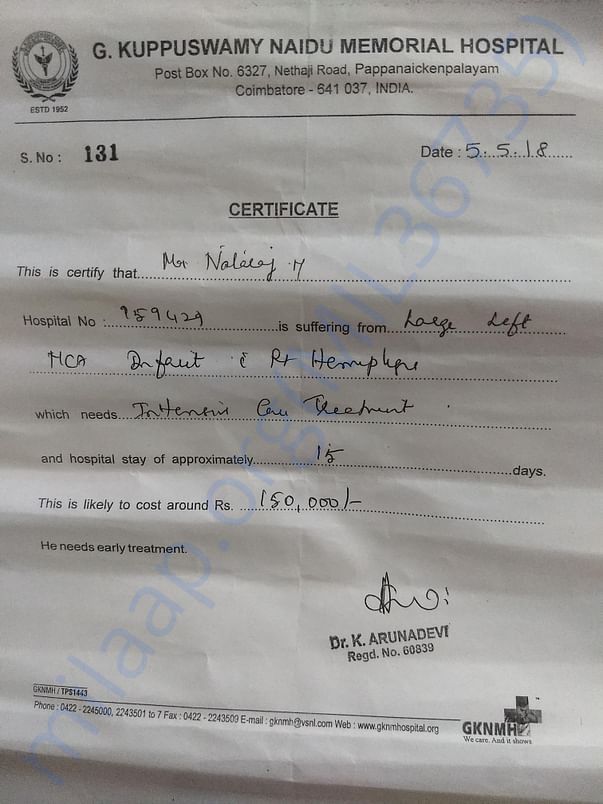 G. KUPPUSWAMY NAIDU MEMORIAL HOSPITAL
Post Box No. 6327, Nethaji Road, Pappanaickenpalayam
Coimbatore - 641 037, INDIA.
ESTD 1952
S. No : 131 Date : 5.5.18
CERTIFICATE
This is certify that Mr Nataraj
Hospital No : 959429 is suffering from Large Left
MCA Infarct c̄ Rt
which needs Intensive Care Treatment
and hospital stay of approximately 15 days.
This is likely to cost around Rs. 150,000/-
He needs early treatment.
Dr. K. ARUNADEVI
Regd. No. 60839
GKNMH / TPS1443
Phone : 0422 - 2245000, 2243501 to 7 Fax : 0422 - 2243509 E-mail : gknmh@vsnl.com Web : www.gknmhospital.org
GKNMH
We care. And it shows.
milaap.org(MIL36735)